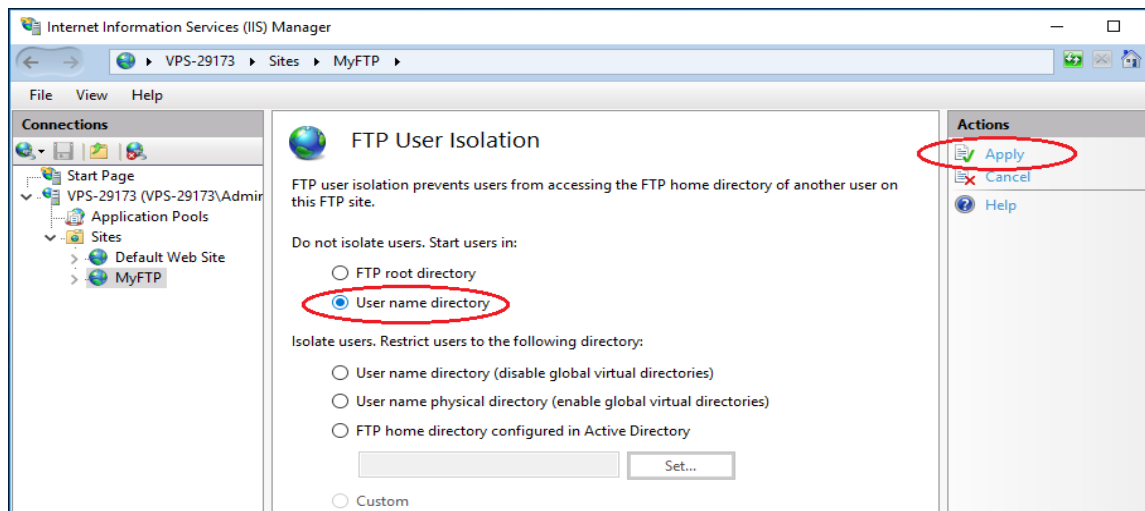 Internet Information Services (IIS) Manager
VPS-29173 Sites MyFTP
File View Help
Connections
Start Page
VPS-29173 (VPS-29173\Admir
Application Pools
Sites
Default Web Site
MyFTP
FTP User Isolation
FTP user isolation prevents users from accessing the FTP home directory of another user on
this FTP site.
Do not isolate users. Start users in:
FTP root directory
User name directory
Isolate users. Restrict users to the following directory:
User name directory (disable global virtual directories)
User name physical directory (enable global virtual directories)
FTP home directory configured in Active Directory
Set...
Custom
Actions
Apply
Cancel
Help